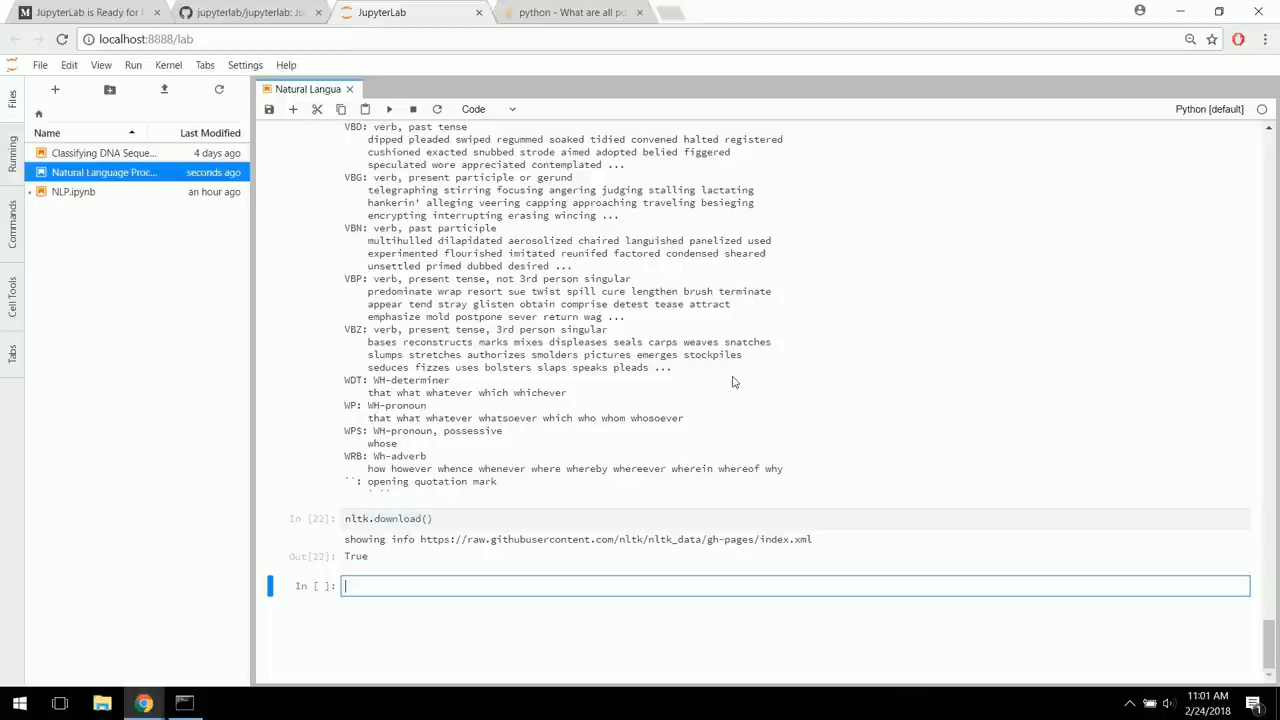 JupyterLab is Ready for
jupyterlab/jupyterlab: J
JupyterLab
python - What are all po
localhost:8888/lab
File Edit View Run Kernel Tabs Settings Help
Files
Running
Commands
Cell Tools
Tabs
Name Last Modified
Classifying DNA Seque... 4 days ago
Natural Language Proc... seconds ago
NLP.ipynb an hour ago
Natural Langua
Code
Python [default]
VBD: verb, past tense
dipped pleaded swiped regummed soaked tidied convened halted registered
cushioned exacted snubbed strode aimed adopted belied figgered
speculated wore appreciated contemplated ...
VBG: verb, present participle or gerund
telegraphing stirring focusing angering judging stalling lactating
hankerin' alleging veering capping approaching traveling besieging
encrypting interrupting erasing wincing ...
VBN: verb, past participle
multihulled dilapidated aerosolized chaired languished panelized used
experimented flourished imitated reunifed factored condensed sheared
unsettled primed dubbed desired ...
VBP: verb, present tense, not 3rd person singular
predominate wrap resort sue twist spill cure lengthen brush terminate
appear tend stray glisten obtain comprise detest tease attract
emphasize mold postpone sever return wag ...
VBZ: verb, present tense, 3rd person singular
bases reconstructs marks mixes displeases seals carps weaves snatches
slumps stretches authorizes smolders pictures emerges stockpiles
seduces fizzes uses bolsters slaps speaks pleads ...
WDT: WH-determiner
that what whatever which whichever
WP: WH-pronoun
that what whatever whatsoever which who whom whosoever
WP$: WH-pronoun, possessive
whose
WRB: Wh-adverb
how however whence whenever where whereby whereever wherein whereof why
``: opening quotation mark
In [22]: nltk.download()
showing info https://raw.githubusercontent.com/nltk/nltk_data/gh-pages/index.xml
Out[22]: True
In [ ]:
11:01 AM
2/24/2018